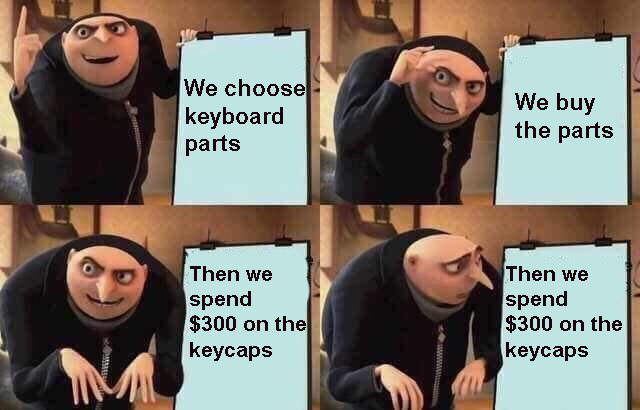 We choose
keyboard
parts
We buy
the parts
Then we
spend
$300 on the
keycaps
Then we
spend
$300 on the
keycaps